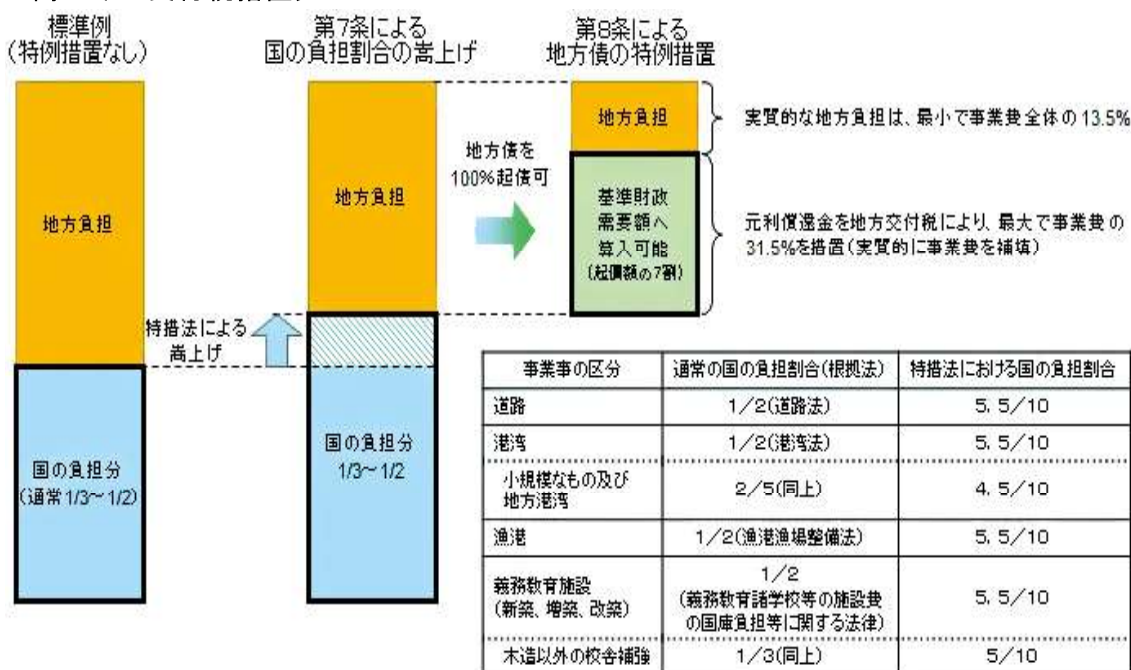 標準例
(特例措置なし)
第7条による
国の負担割合の嵩上げ
第8条による
地方債の特例措置
地方負担
国の負担分
(通常1/3~1/2)
特措法による
嵩上げ
地方負担
国の負担分
1/3~1/2
地方債を
100%起債可
地方負担
基準財政
需要額へ
算入可能
(起債額の7割)
実質的な地方負担は、最小で事業費全体の13.5%
元利償還金を地方交付税により、最大で事業費の
31.5%を措置(実質的に事業費を補填)
事業事の区分 通常の国の負担割合(根拠法) 特措法における国の負担割合
道路 1/2(道路法) 5.5/10
港湾 1/2(港湾法) 5.5/10
小規模なもの及び
地方港湾 2/5(同上) 4.5/10
漁港 1/2(漁港漁場整備法) 5.5/10
義務教育施設
(新築、増築、改築)
1/2
(義務教育諸学校等の施設費
の国庫負担等に関する法律)
5.5/10
木造以外の校舎補強 1/3(同上) 5/10